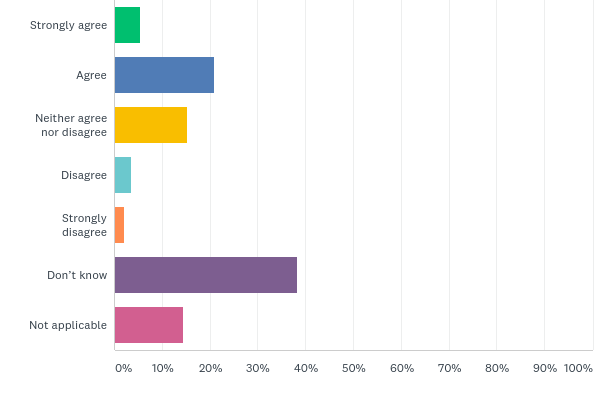 Strongly agree
Agree
Neither agree
nor disagree
Disagree
Strongly
disagree
Don't know
Not applicable
0% 10% 20% 30% 40% 50% 60% 70% 80% 90% 100%